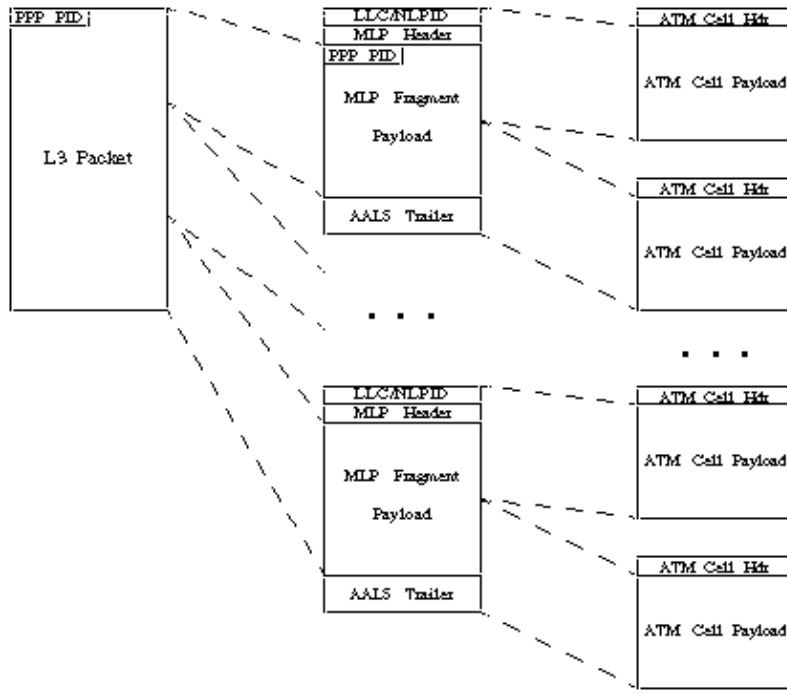 PPP PID
L3 Packet
LLC/NLPID
MLP Header
PPP PID
MLP Fragment
Payload
AAL5 Trailer
. . .
LLC/NLPID
MLP Header
MLP Fragment
Payload
AAL5 Trailer
ATM Cell Hdr
ATM Cell Payload
ATM Cell Hdr
ATM Cell Payload
. . .
ATM Cell Hdr
ATM Cell Payload
ATM Cell Hdr
ATM Cell Payload